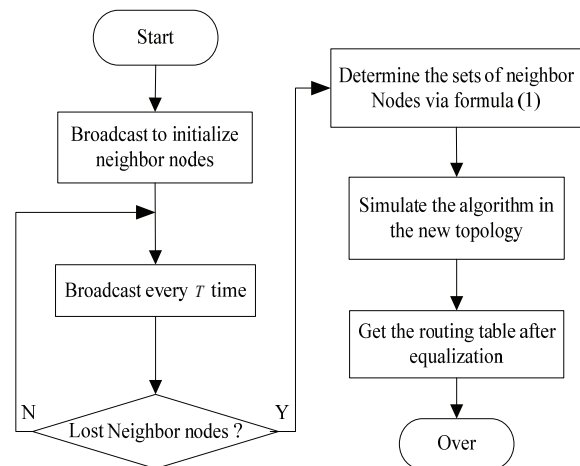 Start
Broadcast to initialize
neighbor nodes
Broadcast every T time
Lost Neighbor nodes ?
N
Y
Determine the sets of neighbor
Nodes via formula (1)
Simulate the algorithm in
the new topology
Get the routing table after
equalization
Over